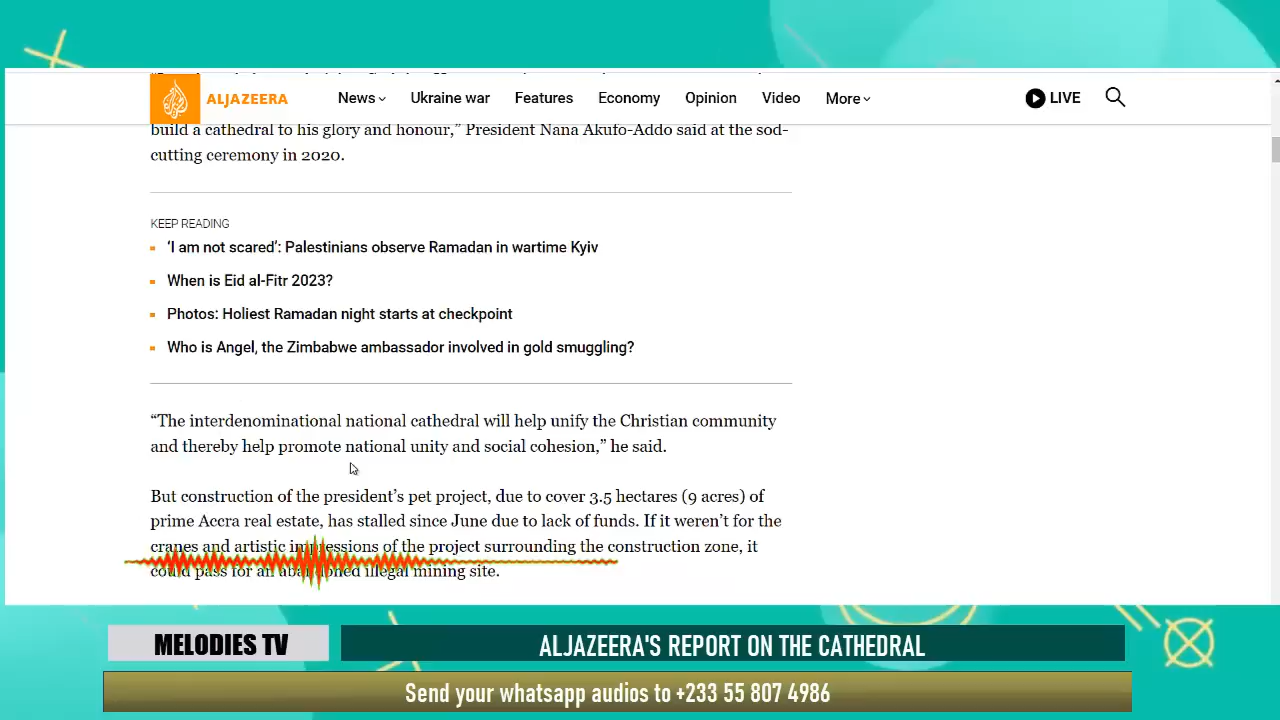 ALJAZEERA
News
Ukraine war
Features
Economy
Opinion
Video
More
LIVE
build a cathedral to his glory and honour,” President Nana Akufo-Addo said at the sod-
cutting ceremony in 2020.
KEEP READING
‘I am not scared’: Palestinians observe Ramadan in wartime Kyiv
When is Eid al-Fitr 2023?
Photos: Holiest Ramadan night starts at checkpoint
Who is Angel, the Zimbabwe ambassador involved in gold smuggling?
“The interdenominational national cathedral will help unify the Christian community
and thereby help promote national unity and social cohesion,” he said.
But construction of the president’s pet project, due to cover 3.5 hectares (9 acres) of
prime Accra real estate, has stalled since June due to lack of funds. If it weren’t for the
cranes and artistic impressions of the project surrounding the construction zone, it
could pass for an abandoned illegal mining site.
MELODIES TV
ALJAZEERA'S REPORT ON THE CATHEDRAL
Send your whatsapp audios to +233 55 807 4986